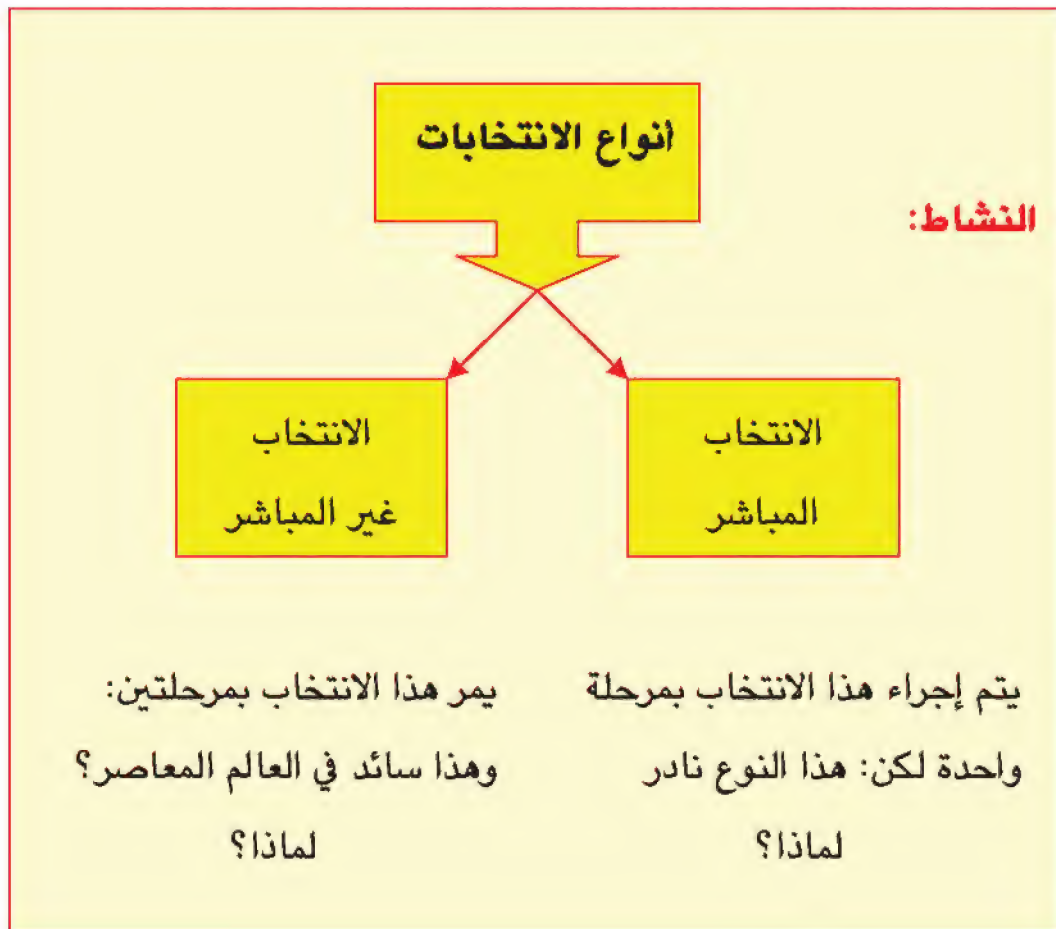 أنواع الانتخابات
النشاط:
الانتخاب
المباشر
الانتخاب
غير المباشر
يتم إجراء هذا الانتخاب بمرحلة
واحدة لكن: هذا النوع نادر
لماذا؟
يمر هذا الانتخاب بمرحلتين:
وهذا سائد في العالم المعاصر؟
لماذا؟